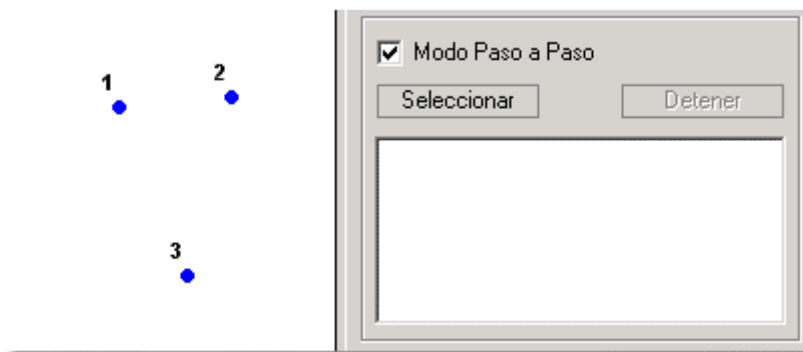 1
2
3
Modo Paso a Paso
Seleccionar
Detener